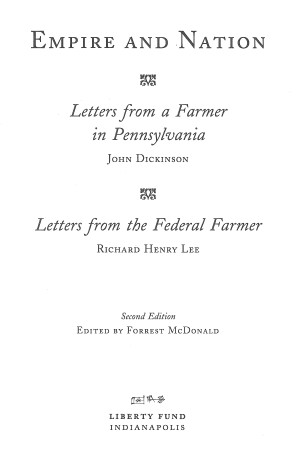 EMPIRE AND NATION
Letters from a Farmer
in Pennsylvania
JOHN DICKINSON
Letters from the Federal Farmer
RICHARD HENRY LEE
Second Edition
EDITED BY FORREST MCDONALD
LIBERTY FUND
INDIANAPOLIS